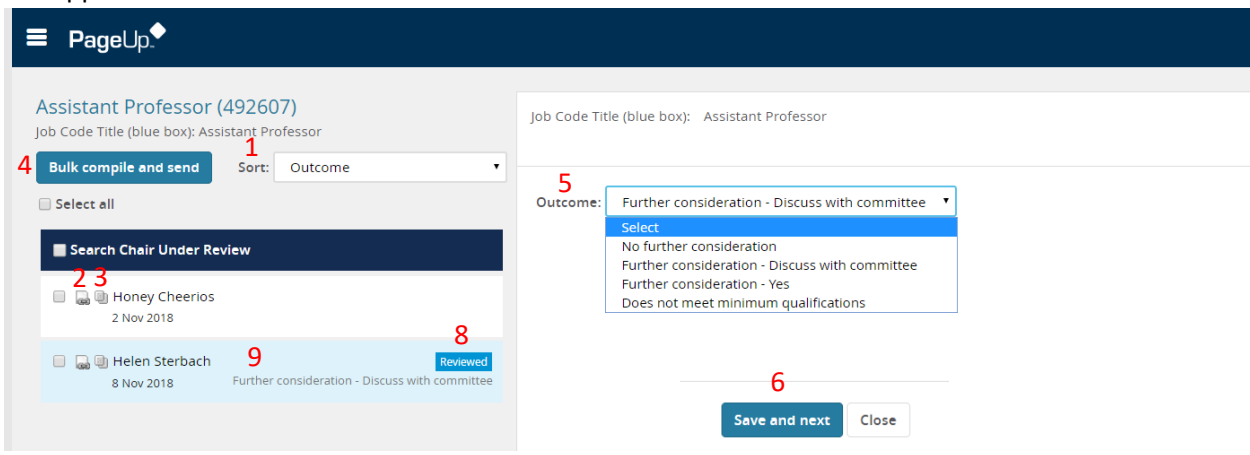 PageUp
Assistant Professor (492607)
Job Code Title (blue box): Assistant Professor
1
4 Bulk compile and send Sort: Outcome
Select all
Search Chair Under Review
2 3
Honey Cheerios
2 Nov 2018
8
Helen Sterbach 9 Reviewed
8 Nov 2018 Further consideration - Discuss with committee
Job Code Title (blue box): Assistant Professor
5
Outcome: Further consideration - Discuss with committee
Select
No further consideration
Further consideration - Discuss with committee
Further consideration - Yes
Does not meet minimum qualifications
6
Save and next Close